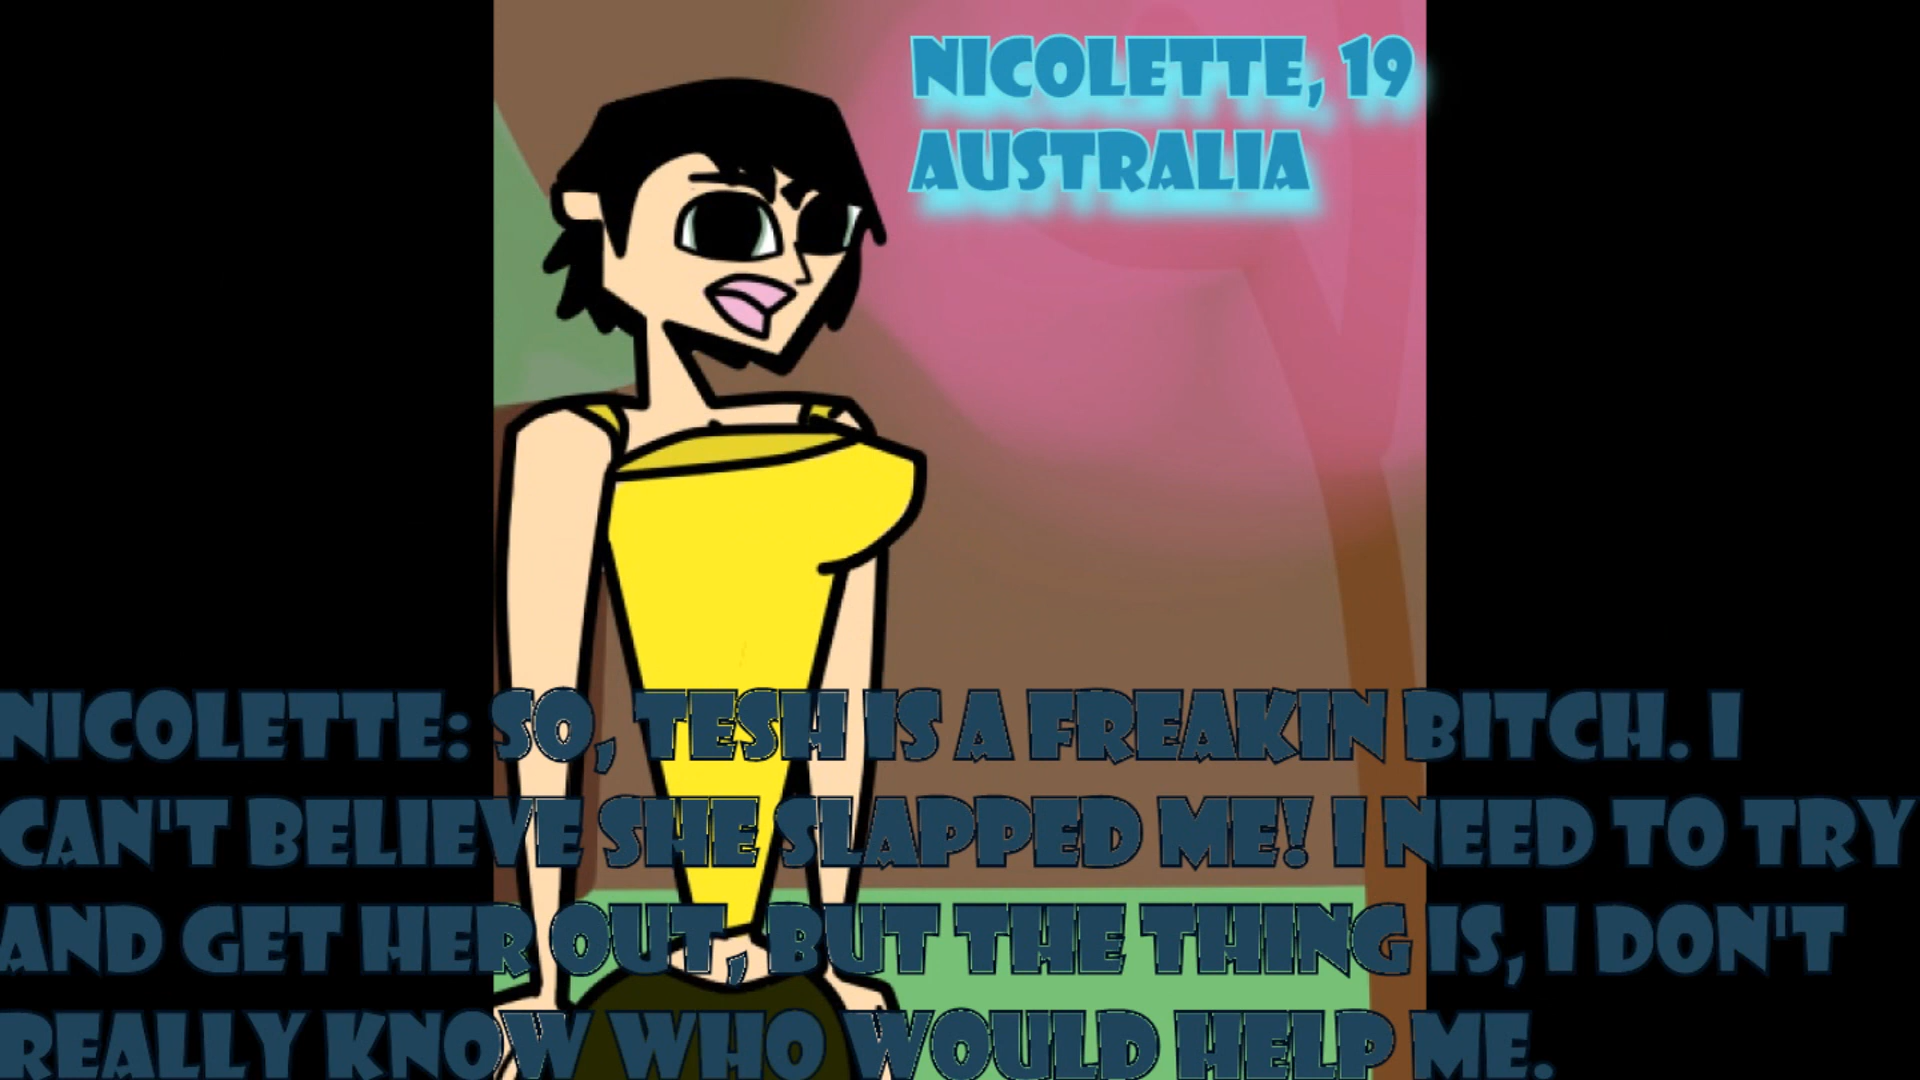 NICOLETTE, 19
AUSTRALIA
NICOLETTE: SO, TESH IS A FREAKIN BITCH. I
CAN'T BELIEVE SHE SLAPPED ME! I NEED TO TRY
AND GET HER OUT, BUT THE THING IS, I DON'T
REALLY KNOW WHO WOULD HELP ME.